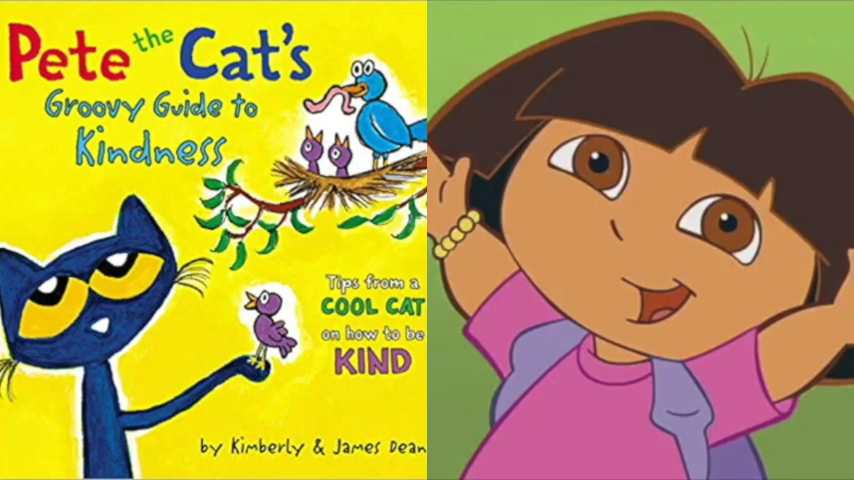 Pete the Cat's
Groovy Guide to
Kindness
Tips from a
COOL CAT
on how to be
KIND
by Kimberly & James Dean